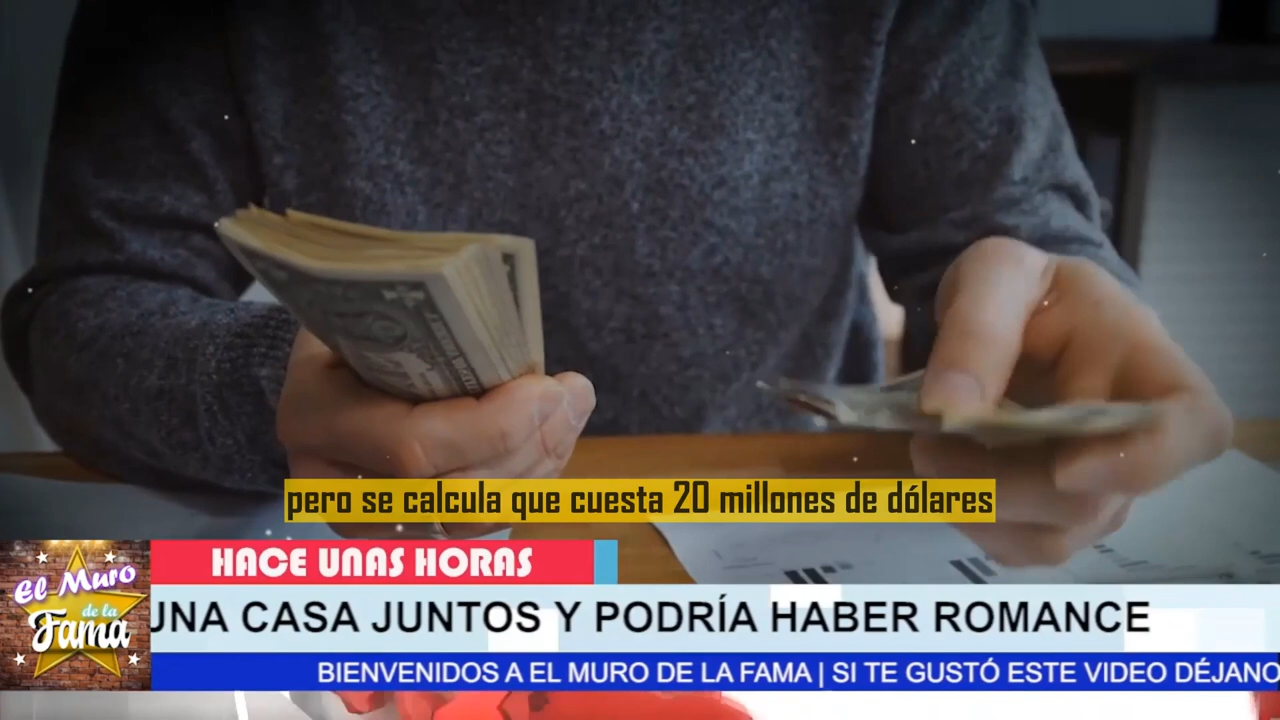 pero se calcula que cuesta 20 millones de dólares
HACE UNAS HORAS
El Muro
de la
Fama
UNA CASA JUNTOS Y PODRÍA HABER ROMANCE
BIENVENIDOS A EL MURO DE LA FAMA | SI TE GUSTÓ ESTE VIDEO DÉJANO